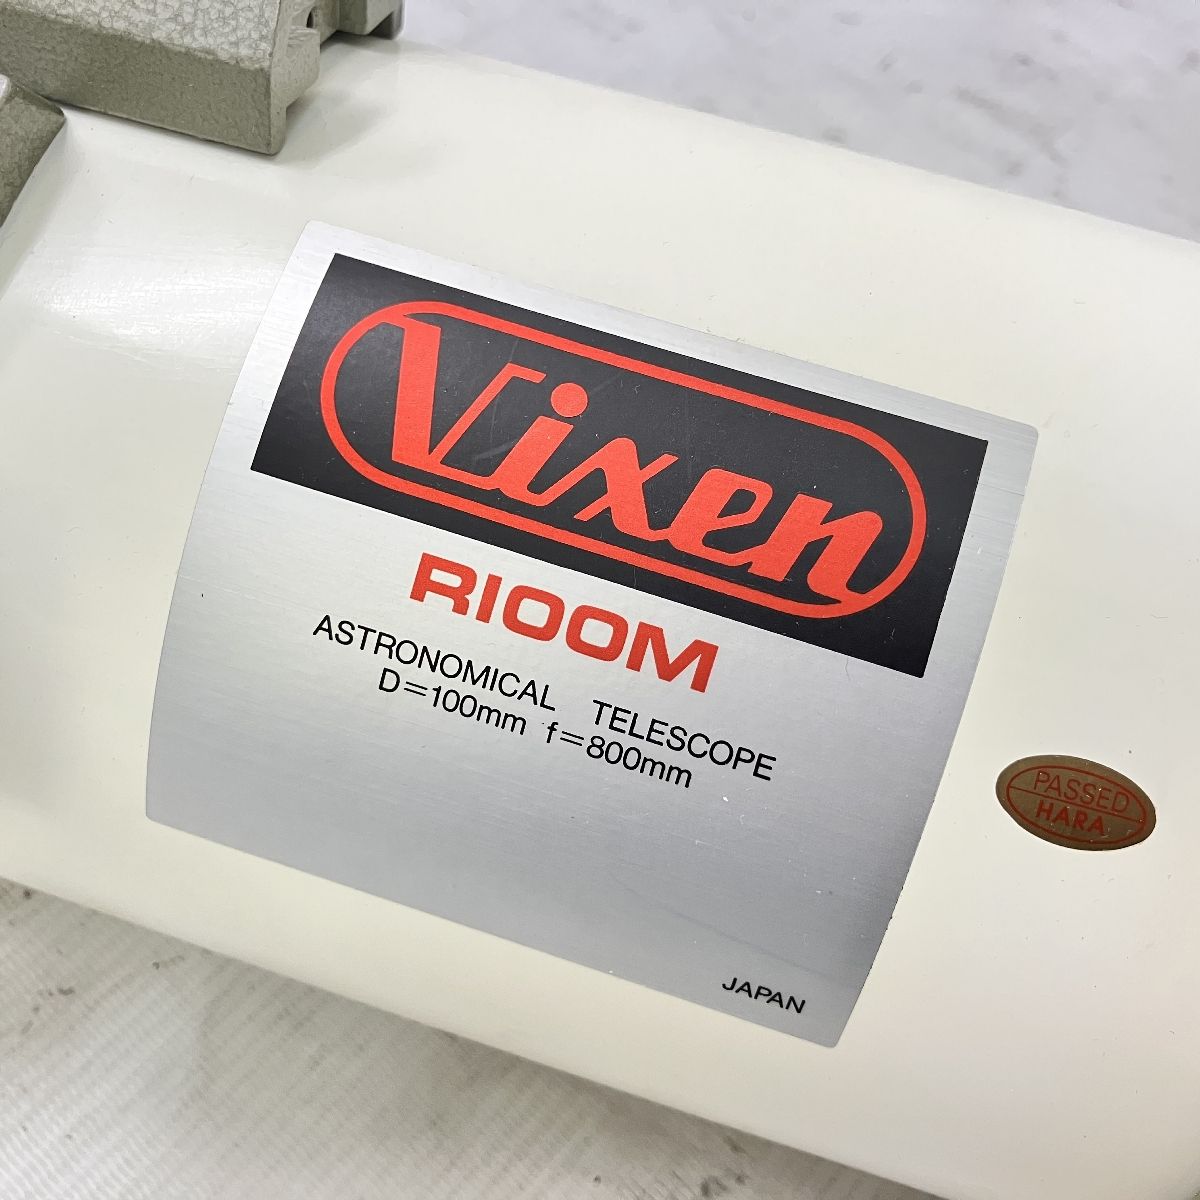 Vixen
R100M
ASTRONOMICAL TELESCOPE
D=100mm f=800mm
JAPAN
PASSED
HARA